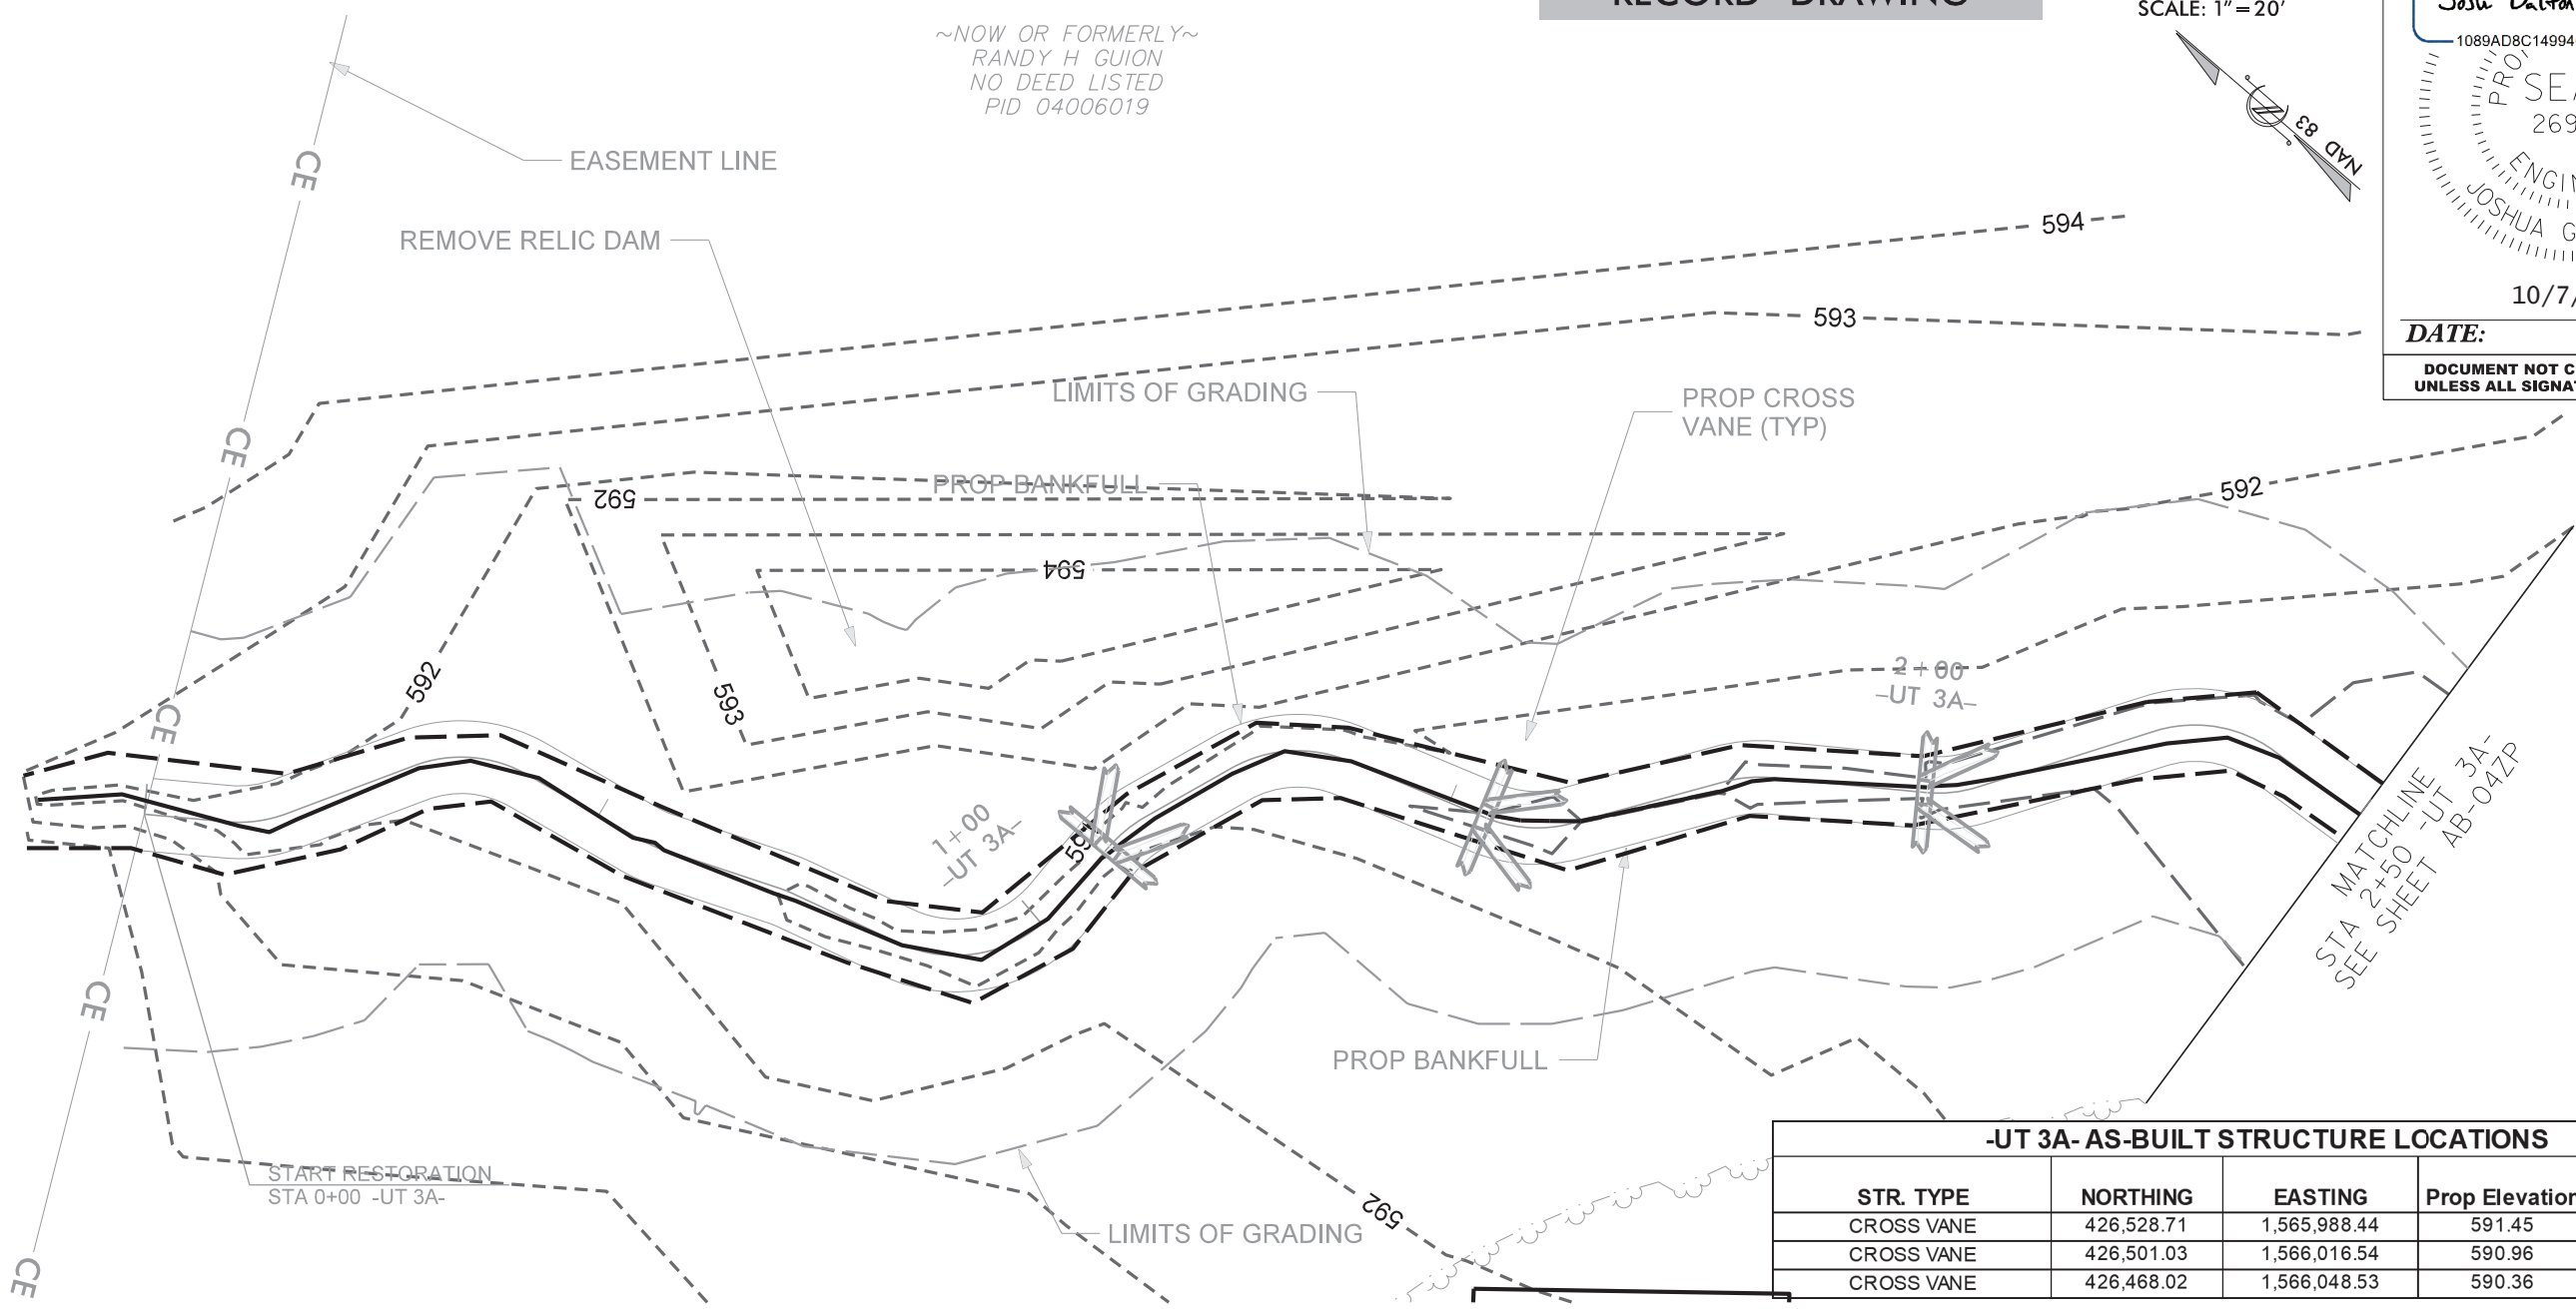 RECORD DRAWING
SCALE: 1"=20'
1089AD8C14994
NAD 83
SEA
269
JOSHUA G
10/7/
DATE:
DOCUMENT NOT C
UNLESS ALL SIGNA
~NOW OR FORMERLY~
RANDY H GUION
NO DEED LISTED
PID 04006019
CE
EASEMENT LINE
REMOVE RELIC DAM
594
593
LIMITS OF GRADING
PROP CROSS
VANE (TYP)
CE
PROP BANKFULL
592
592
594
592
593
2+00
-UT 3A-
CE
1+00
-UT 3A-
MATCHLINE
STA 2+50 -UT 3A-
SEE SHEET AB-04ZP
CE
PROP BANKFULL
START RESTORATION
STA 0+00 -UT 3A-
592
LIMITS OF GRADING
CE
-UT 3A- AS-BUILT STRUCTURE LOCATIONS
STR. TYPE NORTHING EASTING Prop Elevation
CROSS VANE 426,528.71 1,565,988.44 591.45
CROSS VANE 426,501.03 1,566,016.54 590.96
CROSS VANE 426,468.02 1,566,048.53 590.36